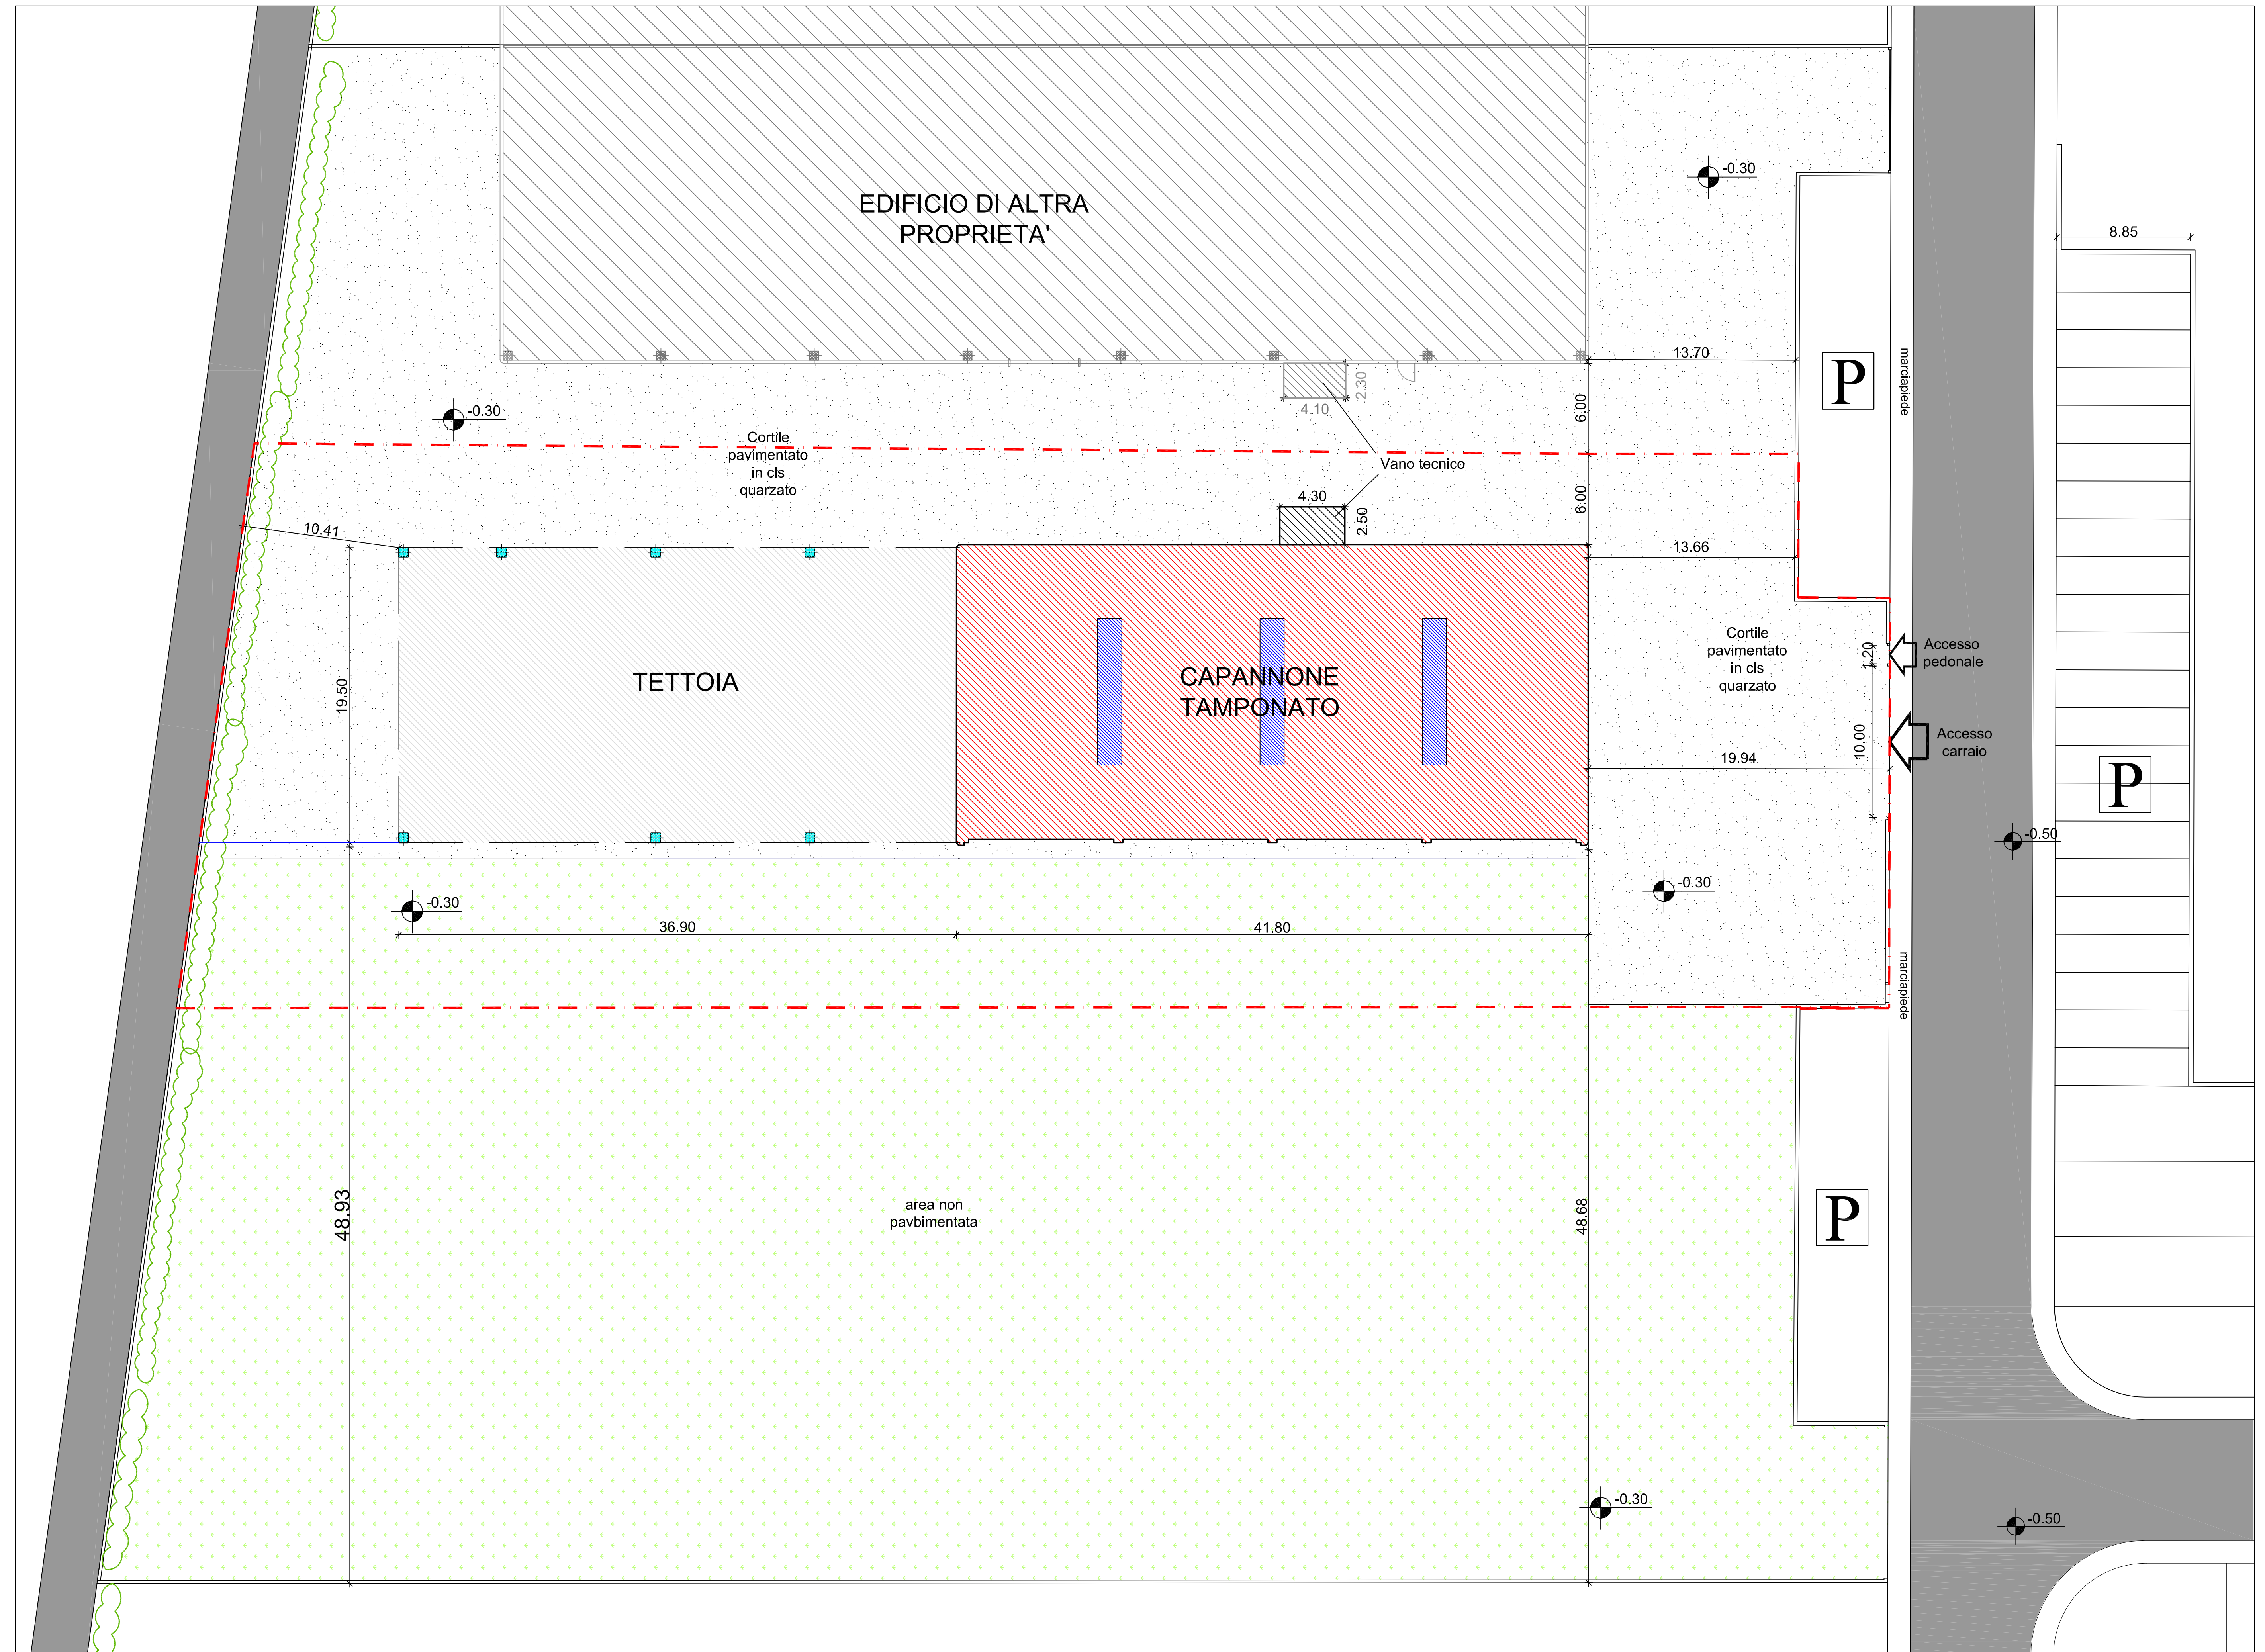 EDIFICIO DI ALTRA
PROPRIETA'
-0.30
8.85
13.70
P
marciapiede
2.30
4.10
6.00
-0.30
Cortile
pavimentato
in cls
quarzato
Vano tecnico
4.30
2.50
6.00
10.41
13.66
19.50
TETTOIA
CAPANNONE
TAMPONATO
Cortile
pavimentato
in cls
quarzato
1.20
Accesso
pedonale
10.00
Accesso
carraio
19.94
P
-0.50
-0.30
-0.30
36.90
41.80
marciapiede
48.93
area non
pavbimentata
48.68
P
-0.30
-0.50